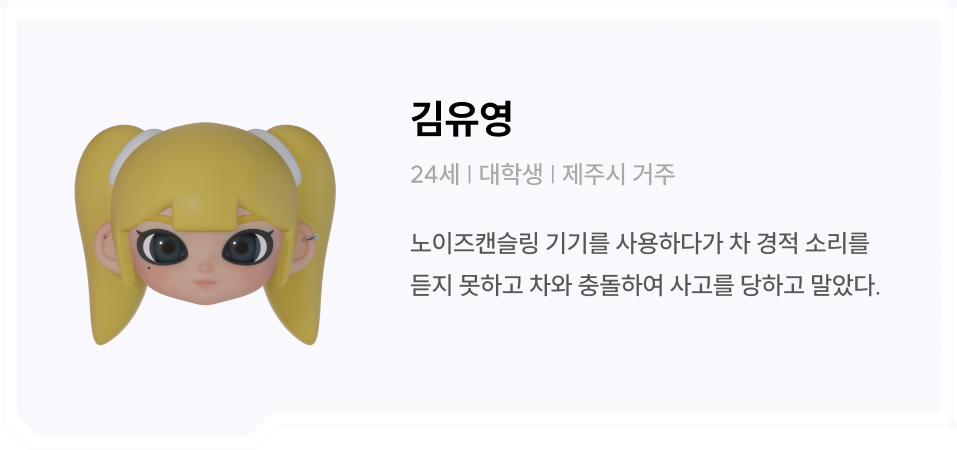 김유영
24세 | 대학생 | 제주시 거주
노이즈캔슬링 기기를 사용하다가 차 경적 소리를
듣지 못하고 차와 충돌하여 사고를 당하고 말았다.